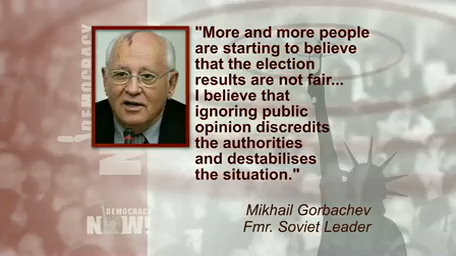 "More and more people
are starting to believe
that the election
results are not fair...
I believe that
ignoring public
opinion discredits
the authorities
and destabilises
the situation."
Mikhail Gorbachev
Fmr. Soviet Leader
DEMOCRACY
DEMOCRACY
NOW!